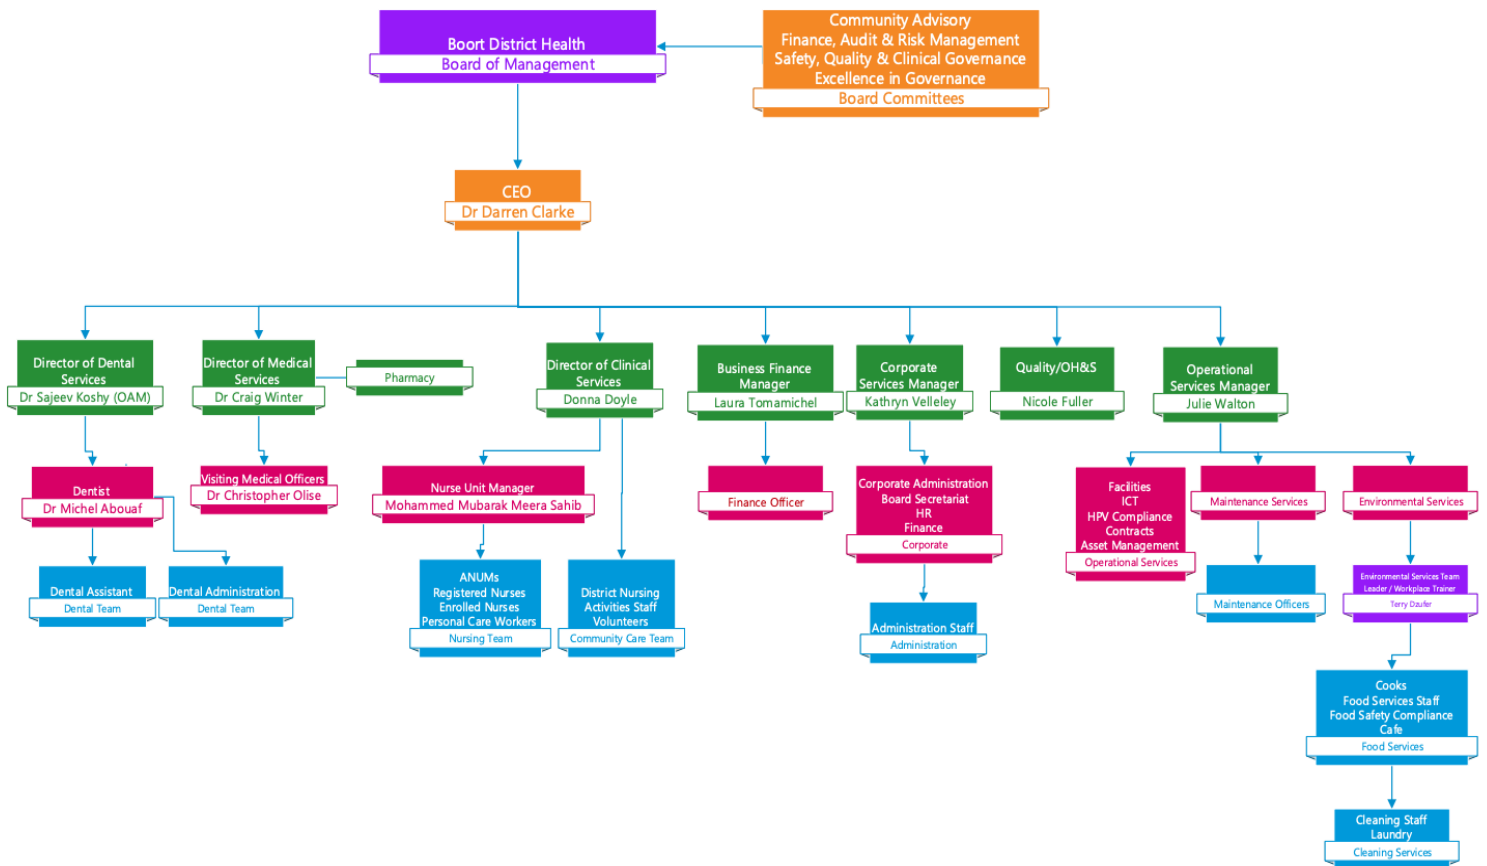 Boort District Health
Board of Management
Community Advisory
Finance, Audit & Risk Management
Safety, Quality & Clinical Governance
Excellence in Governance
Board Committees
CEO
Dr Darren Clarke
Director of Dental
Services
Dr Sajeev Koshy (OAM)
Director of Medical
Services
Dr Craig Winter
Pharmacy
Director of Clinical
Services
Donna Doyle
Business Finance
Manager
Laura Tomamichel
Corporate
Services Manager
Kathryn Velleley
Quality/OH&S
Nicole Fuller
Operational
Services Manager
Julie Walton
Dentist
Dr Michel Abouaf
Visiting Medical Officers
Dr Christopher Olise
Nurse Unit Manager
Mohammed Mubarak Meera Sahib
Finance Officer
Corporate Administration
Board Secretariat
HR
Finance
Corporate
Facilities
ICT
HPV Compliance
Contracts
Asset Management
Operational Services
Maintenance Services
Environmental Services
Dental Assistant
Dental Team
Dental Administration
Dental Team
ANUMs
Registered Nurses
Enrolled Nurses
Personal Care Workers
Nursing Team
District Nursing
Activities Staff
Volunteers
Community Care Team
Administration Staff
Administration
Maintenance Officers
Environmental Services Team
Leader / Workplace Trainer
Terry Dzufer
Cooks
Food Services Staff
Food Safety Compliance
Cafe
Food Services
Cleaning Staff
Laundry
Cleaning Services